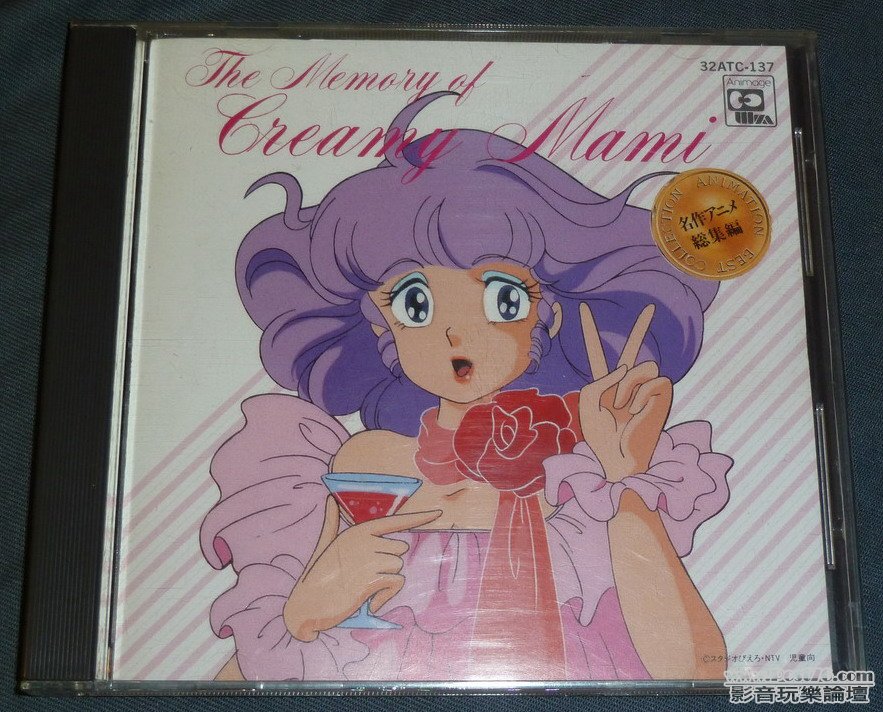 The Memory of
Creamy Mami
32ATC-137
Animage
ANIMATION BEST COLLECTION
名作アニメ
総集編
©スタジオぴえろ・NTV 児童向
影音玩樂論壇